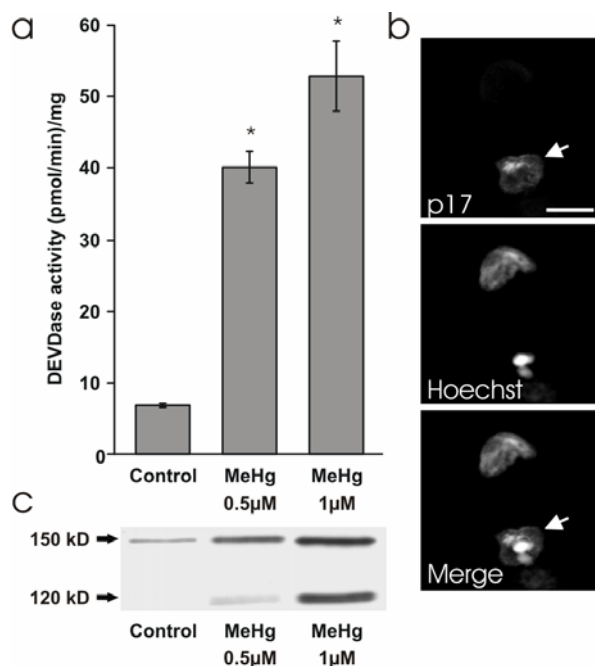 a
DEVDase activity (pmol/min)/mg
60
50
40
30
20
10
0
*
*
Control
MeHg
0.5µM
MeHg
1µM
b
p17
Hoechst
Merge
c
150 kD
120 kD
Control
MeHg
0.5µM
MeHg
1µM